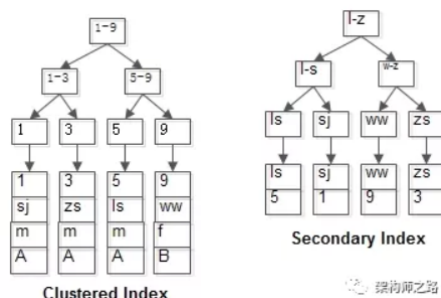 1-9
1-3
5-9
1
3
5
9
1
3
5
9
sj
zs
ls
ww
m
m
m
f
A
A
A
B
Clustered Index
l-z
l-s
w-z
ls
sj
ww
zs
ls
sj
ww
zs
5
1
9
3
Secondary Index
架构师之路